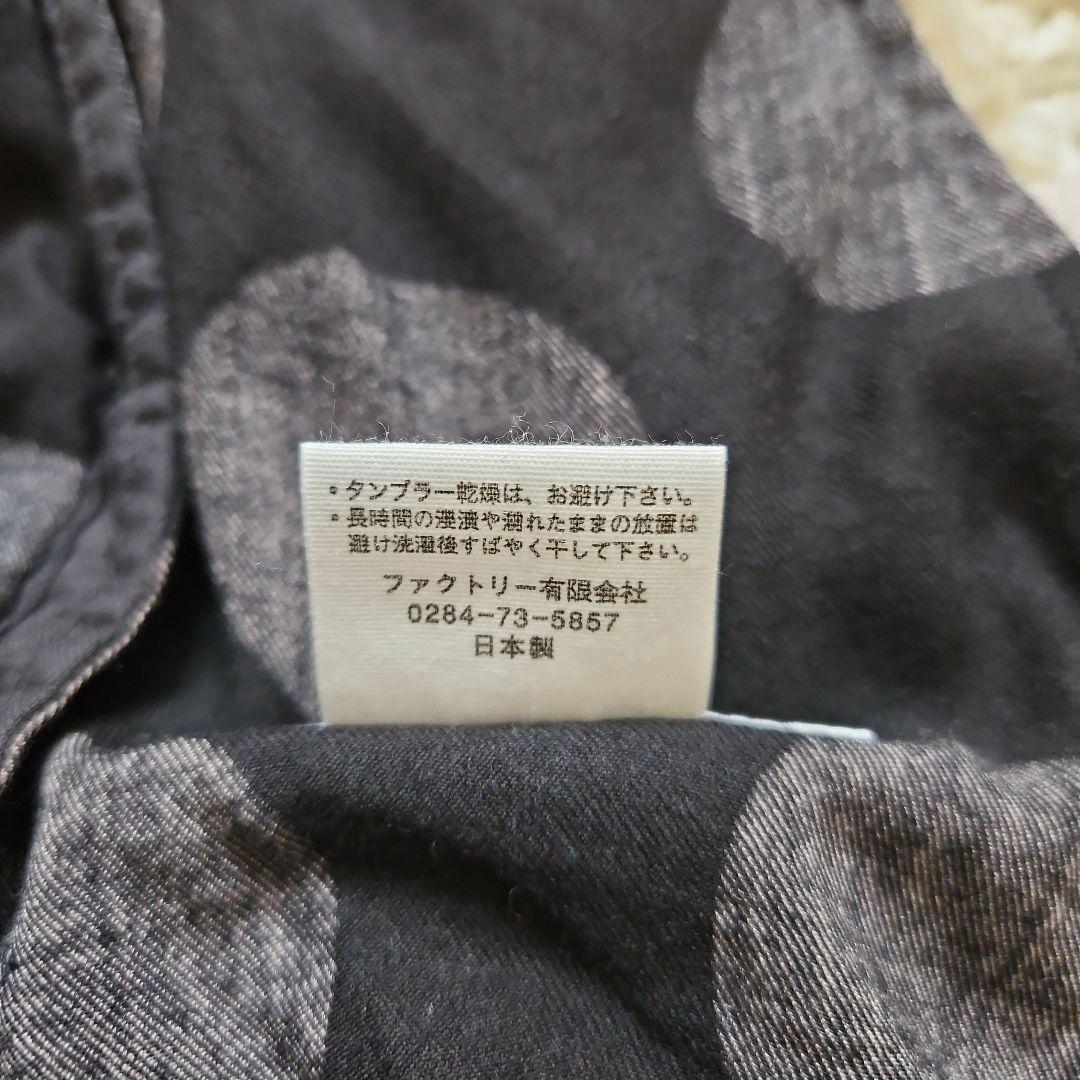 ・タンブラー乾燥は、お避け下さい。
・長時間の浸漬や濡れたままの放置は
避け洗濯後すばやく干して下さい。
ファクトリー有限会社
0284-73-5857
日本製